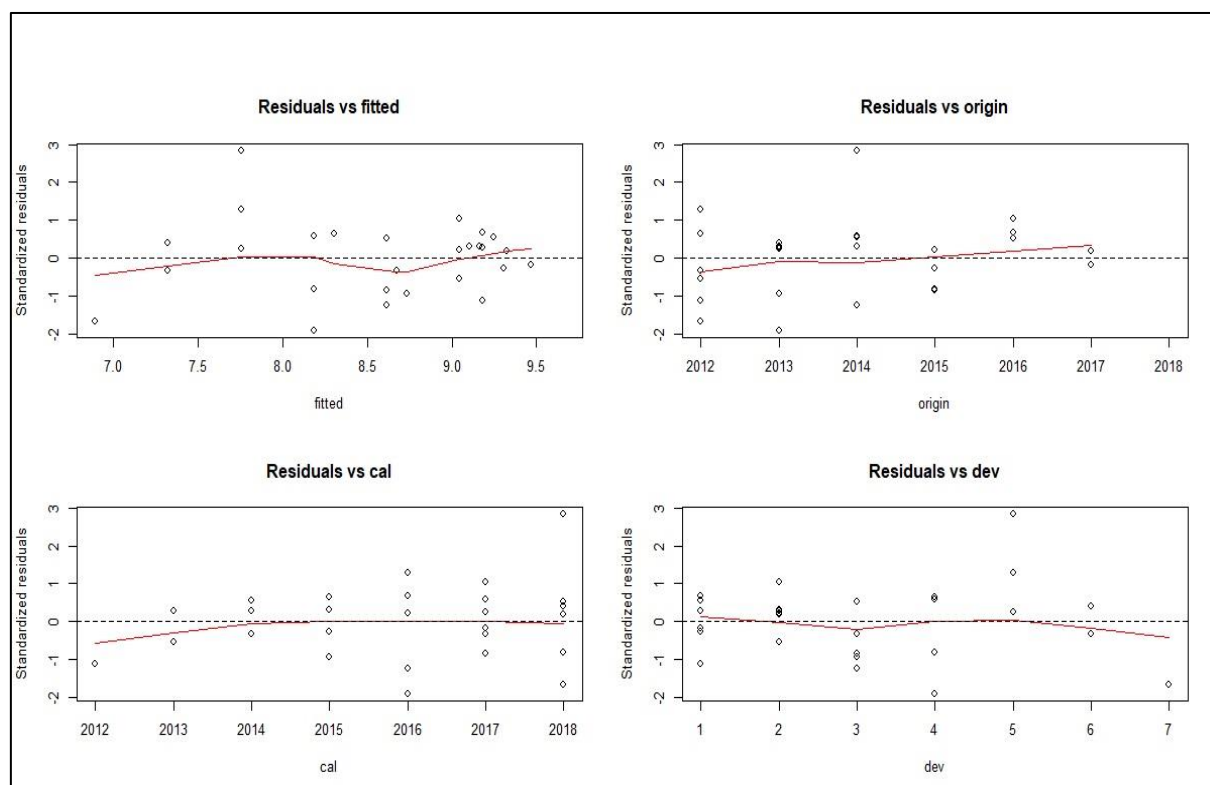 Residuals vs fitted
Standardized residuals
3
2
1
0
-1
-2
7.0 7.5 8.0 8.5 9.0 9.5
fitted
Residuals vs origin
Standardized residuals
3
2
1
0
-1
-2
2012 2013 2014 2015 2016 2017 2018
origin
Residuals vs cal
Standardized residuals
3
2
1
0
-1
-2
2012 2013 2014 2015 2016 2017 2018
cal
Residuals vs dev
Standardized residuals
3
2
1
0
-1
-2
1 2 3 4 5 6 7
dev